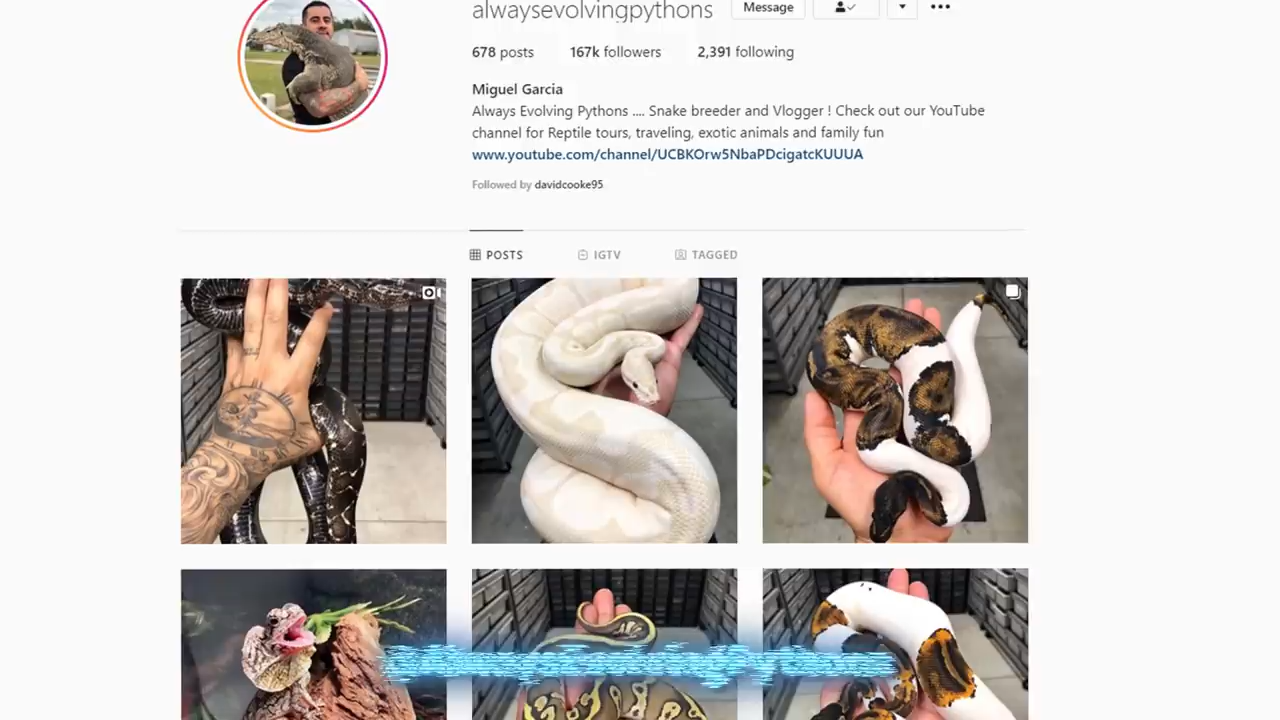 alwaysevolvingpythons
Message
678 posts 167k followers 2,391 following
Miguel Garcia
Always Evolving Pythons .... Snake breeder and Vlogger ! Check out our YouTube
channel for Reptile tours, traveling, exotic animals and family fun
www.youtube.com/channel/UCBKOrw5NbaPDcigatcKUUUA
Followed by davidcooke95
POSTS IGTV TAGGED